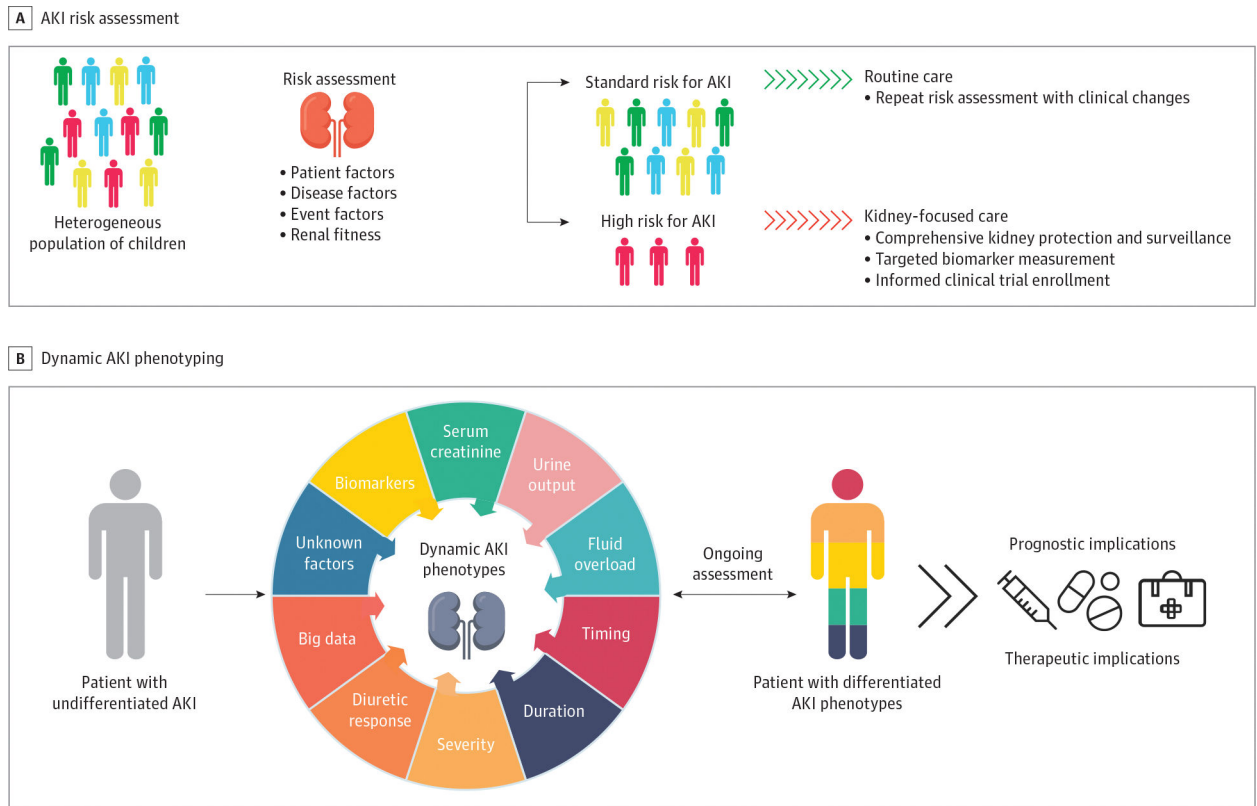 A AKI risk assessment
Heterogeneous
population of children
Risk assessment
• Patient factors
• Disease factors
• Event factors
• Renal fitness
Standard risk for AKI
High risk for AKI
Routine care
• Repeat risk assessment with clinical changes
Kidney-focused care
• Comprehensive kidney protection and surveillance
• Targeted biomarker measurement
• Informed clinical trial enrollment
B Dynamic AKI phenotyping
Patient with
undifferentiated AKI
Serum
creatinine
Urine
output
Fluid
overload
Timing
Duration
Severity
Diuretic
response
Big data
Unknown
factors
Biomarkers
Dynamic AKI
phenotypes
Ongoing
assessment
Patient with differentiated
AKI phenotypes
Prognostic implications
Therapeutic implications